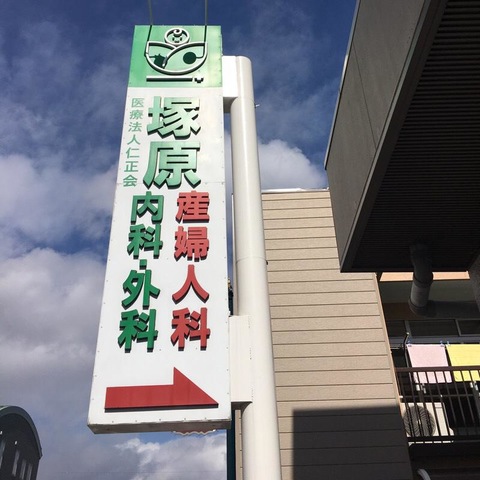 医療法人仁正会
塚原
産婦人科
内科・外科